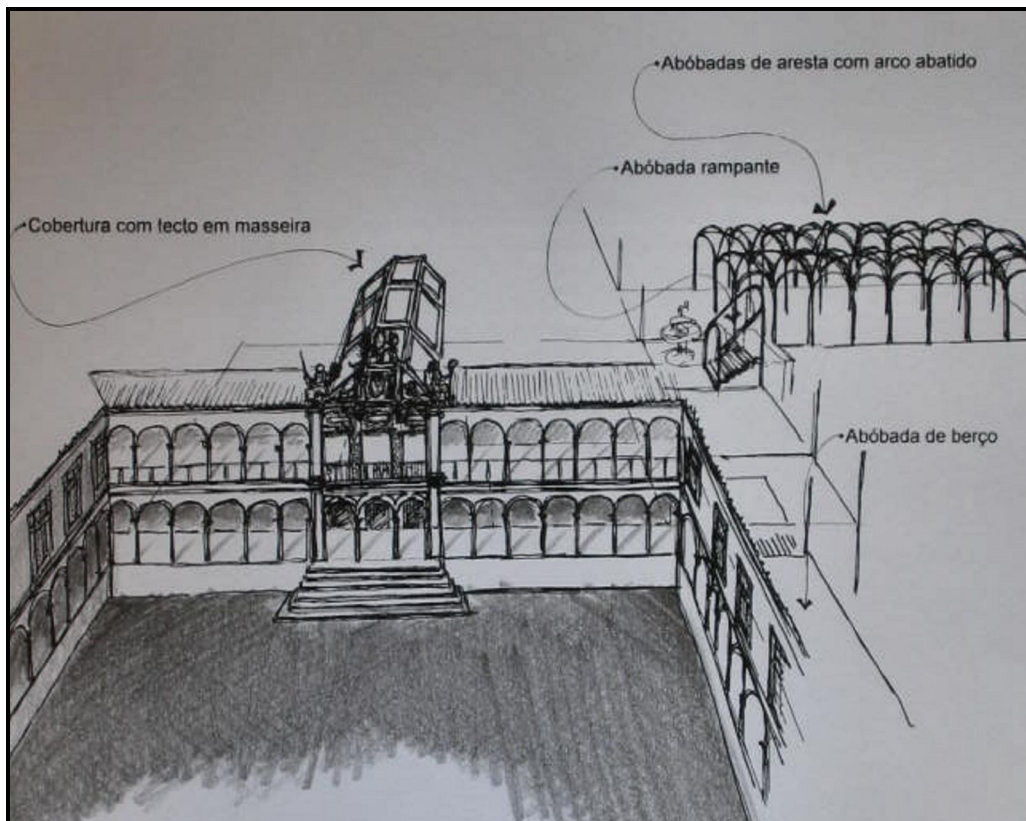 Abóbadas de aresta com arco abatido
Abóbada rampante
Cobertura com tecto em masseira
Abóbada de berço